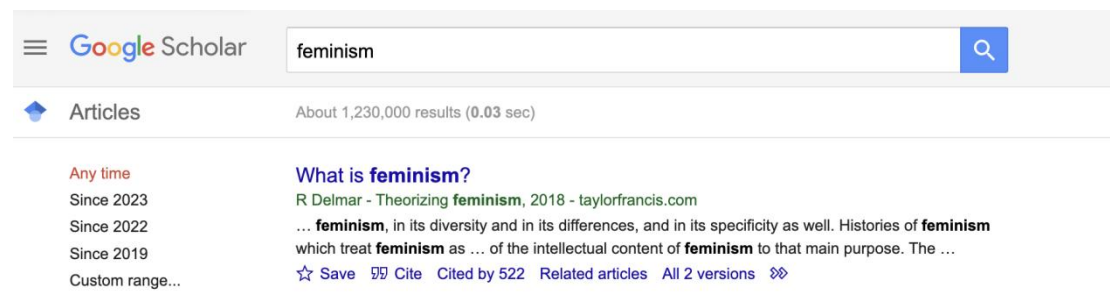 Google Scholar
feminism
Articles
About 1,230,000 results (0.03 sec)
Any time
Since 2023
Since 2022
Since 2019
Custom range...
What is feminism?
R Delmar - Theorizing feminism, 2018 - taylorfrancis.com
… feminism, in its diversity and in its differences, and in its specificity as well. Histories of feminism
which treat feminism as … of the intellectual content of feminism to that main purpose. The …
Save Cite Cited by 522 Related articles All 2 versions